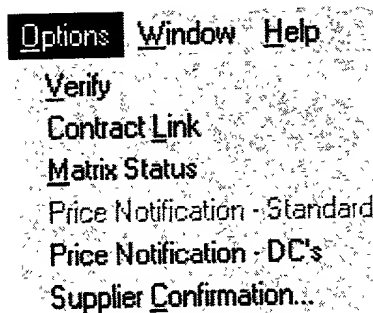 Options Window Help
Verify
Contract Link
Matrix Status
Price Notification - Standard
Price Notification - DC's
Supplier Confirmation...